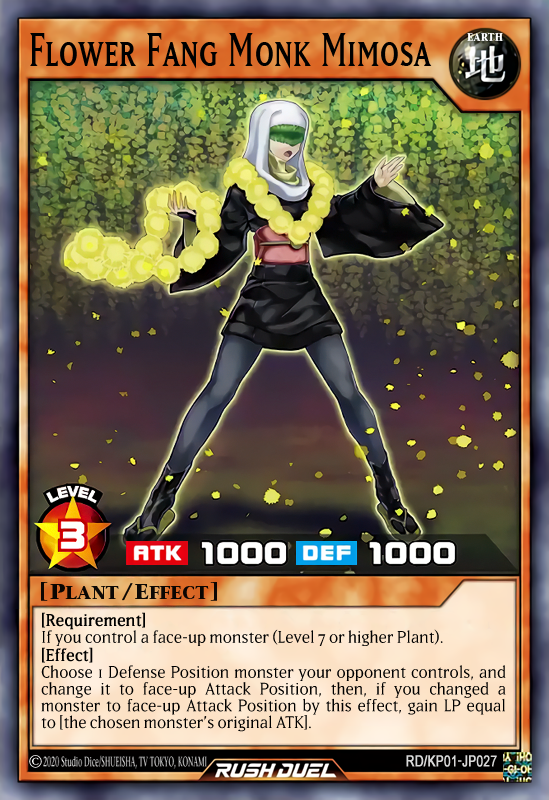 FLOWER FANG MONK MIMOSA
EARTH
地
LEVEL
3
ATK 1000 DEF 1000
[PLANT/EFFECT]
[Requirement]
If you control a face-up monster (Level 7 or higher Plant).
[Effect]
Choose 1 Defense Position monster your opponent controls, and
change it to face-up Attack Position, then, if you changed a
monster to face-up Attack Position by this effect, gain LP equal
to [the chosen monster's original ATK].
©2020 Studio Dice/SHUEISHA, TV TOKYO, KONAMI
RUSH DUEL
RD/KP01-JP027